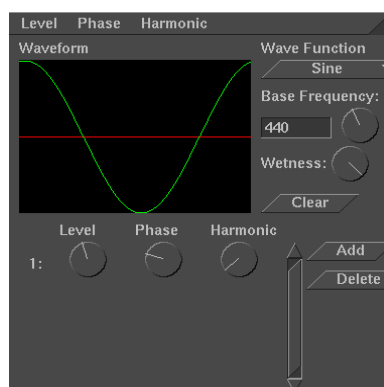 Level Phase Harmonic
Waveform
Wave Function
Sine
Base Frequency:
440
Wetness:
Clear
Level Phase Harmonic
1:
Add
Delete